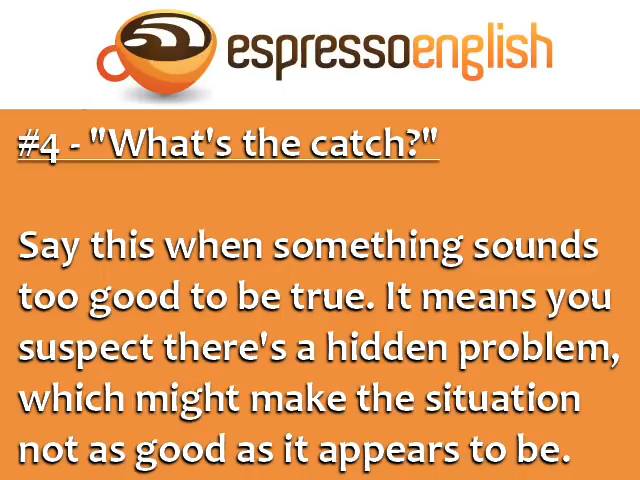 espressoenglish
#4 - "What's the catch?"
Say this when something sounds
too good to be true. It means you
suspect there's a hidden problem,
which might make the situation
not as good as it appears to be.